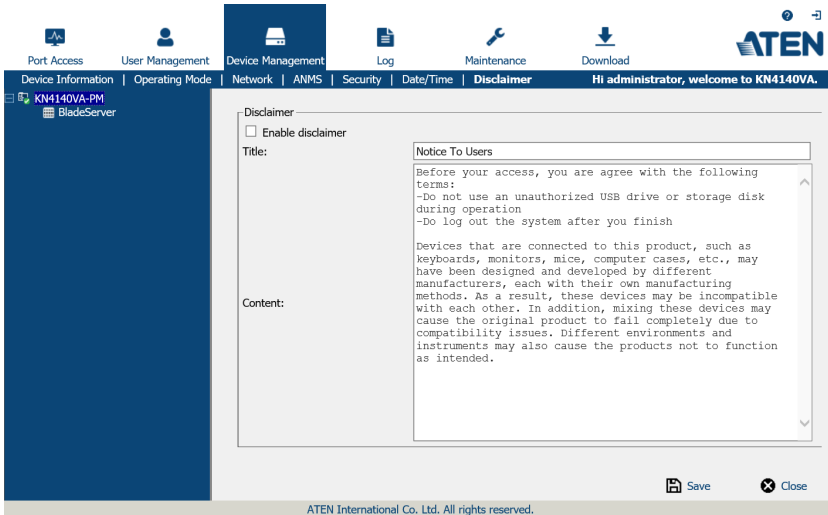 ATEN
Port Access
User Management
Device Management
Log
Maintenance
Download
Device Information | Operating Mode | Network | ANMS | Security | Date/Time | Disclaimer
Hi administrator, welcome to KN4140VA.
KN4140VA-PM
BladeServer
Disclaimer
Enable disclaimer
Title:
Notice To Users
Content:
Before your access, you are agree with the following
terms:
-Do not use an unauthorized USB drive or storage disk
during operation
-Do log out the system after you finish
Devices that are connected to this product, such as
keyboards, monitors, mice, computer cases, etc., may
have been designed and developed by different
manufacturers, each with their own manufacturing
methods. As a result, these devices may be incompatible
with each other. In addition, mixing these devices may
cause the original product to fail completely due to
compatibility issues. Different environments and
instruments may also cause the products not to function
as intended.
Save
Close
ATEN International Co. Ltd. All rights reserved.